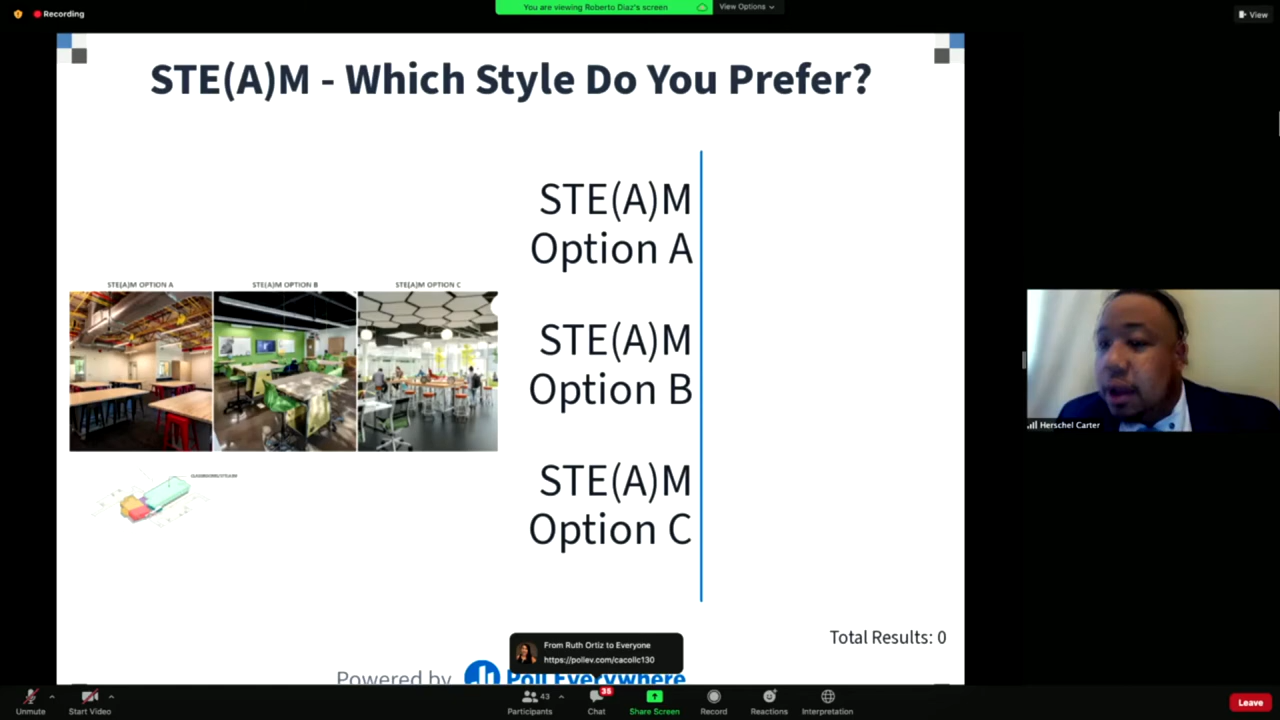 Recording
You are viewing Roberto Diaz's screen
View Options
View
STE(A)M - Which Style Do You Prefer?
STE(A)M
Option A
STE(A)M OPTION A
STE(A)M OPTION B
STE(A)M OPTION C
STE(A)M
Option B
STE(A)M
Option C
Herschel Carter
Total Results: 0
From Ruth Ortiz to Everyone
https://pollev.com/cacollc130
Powered by Poll Everywhere
Unmute
Start Video
43
Participants
36
Chat
Share Screen
Record
Reactions
Interpretation
Leave